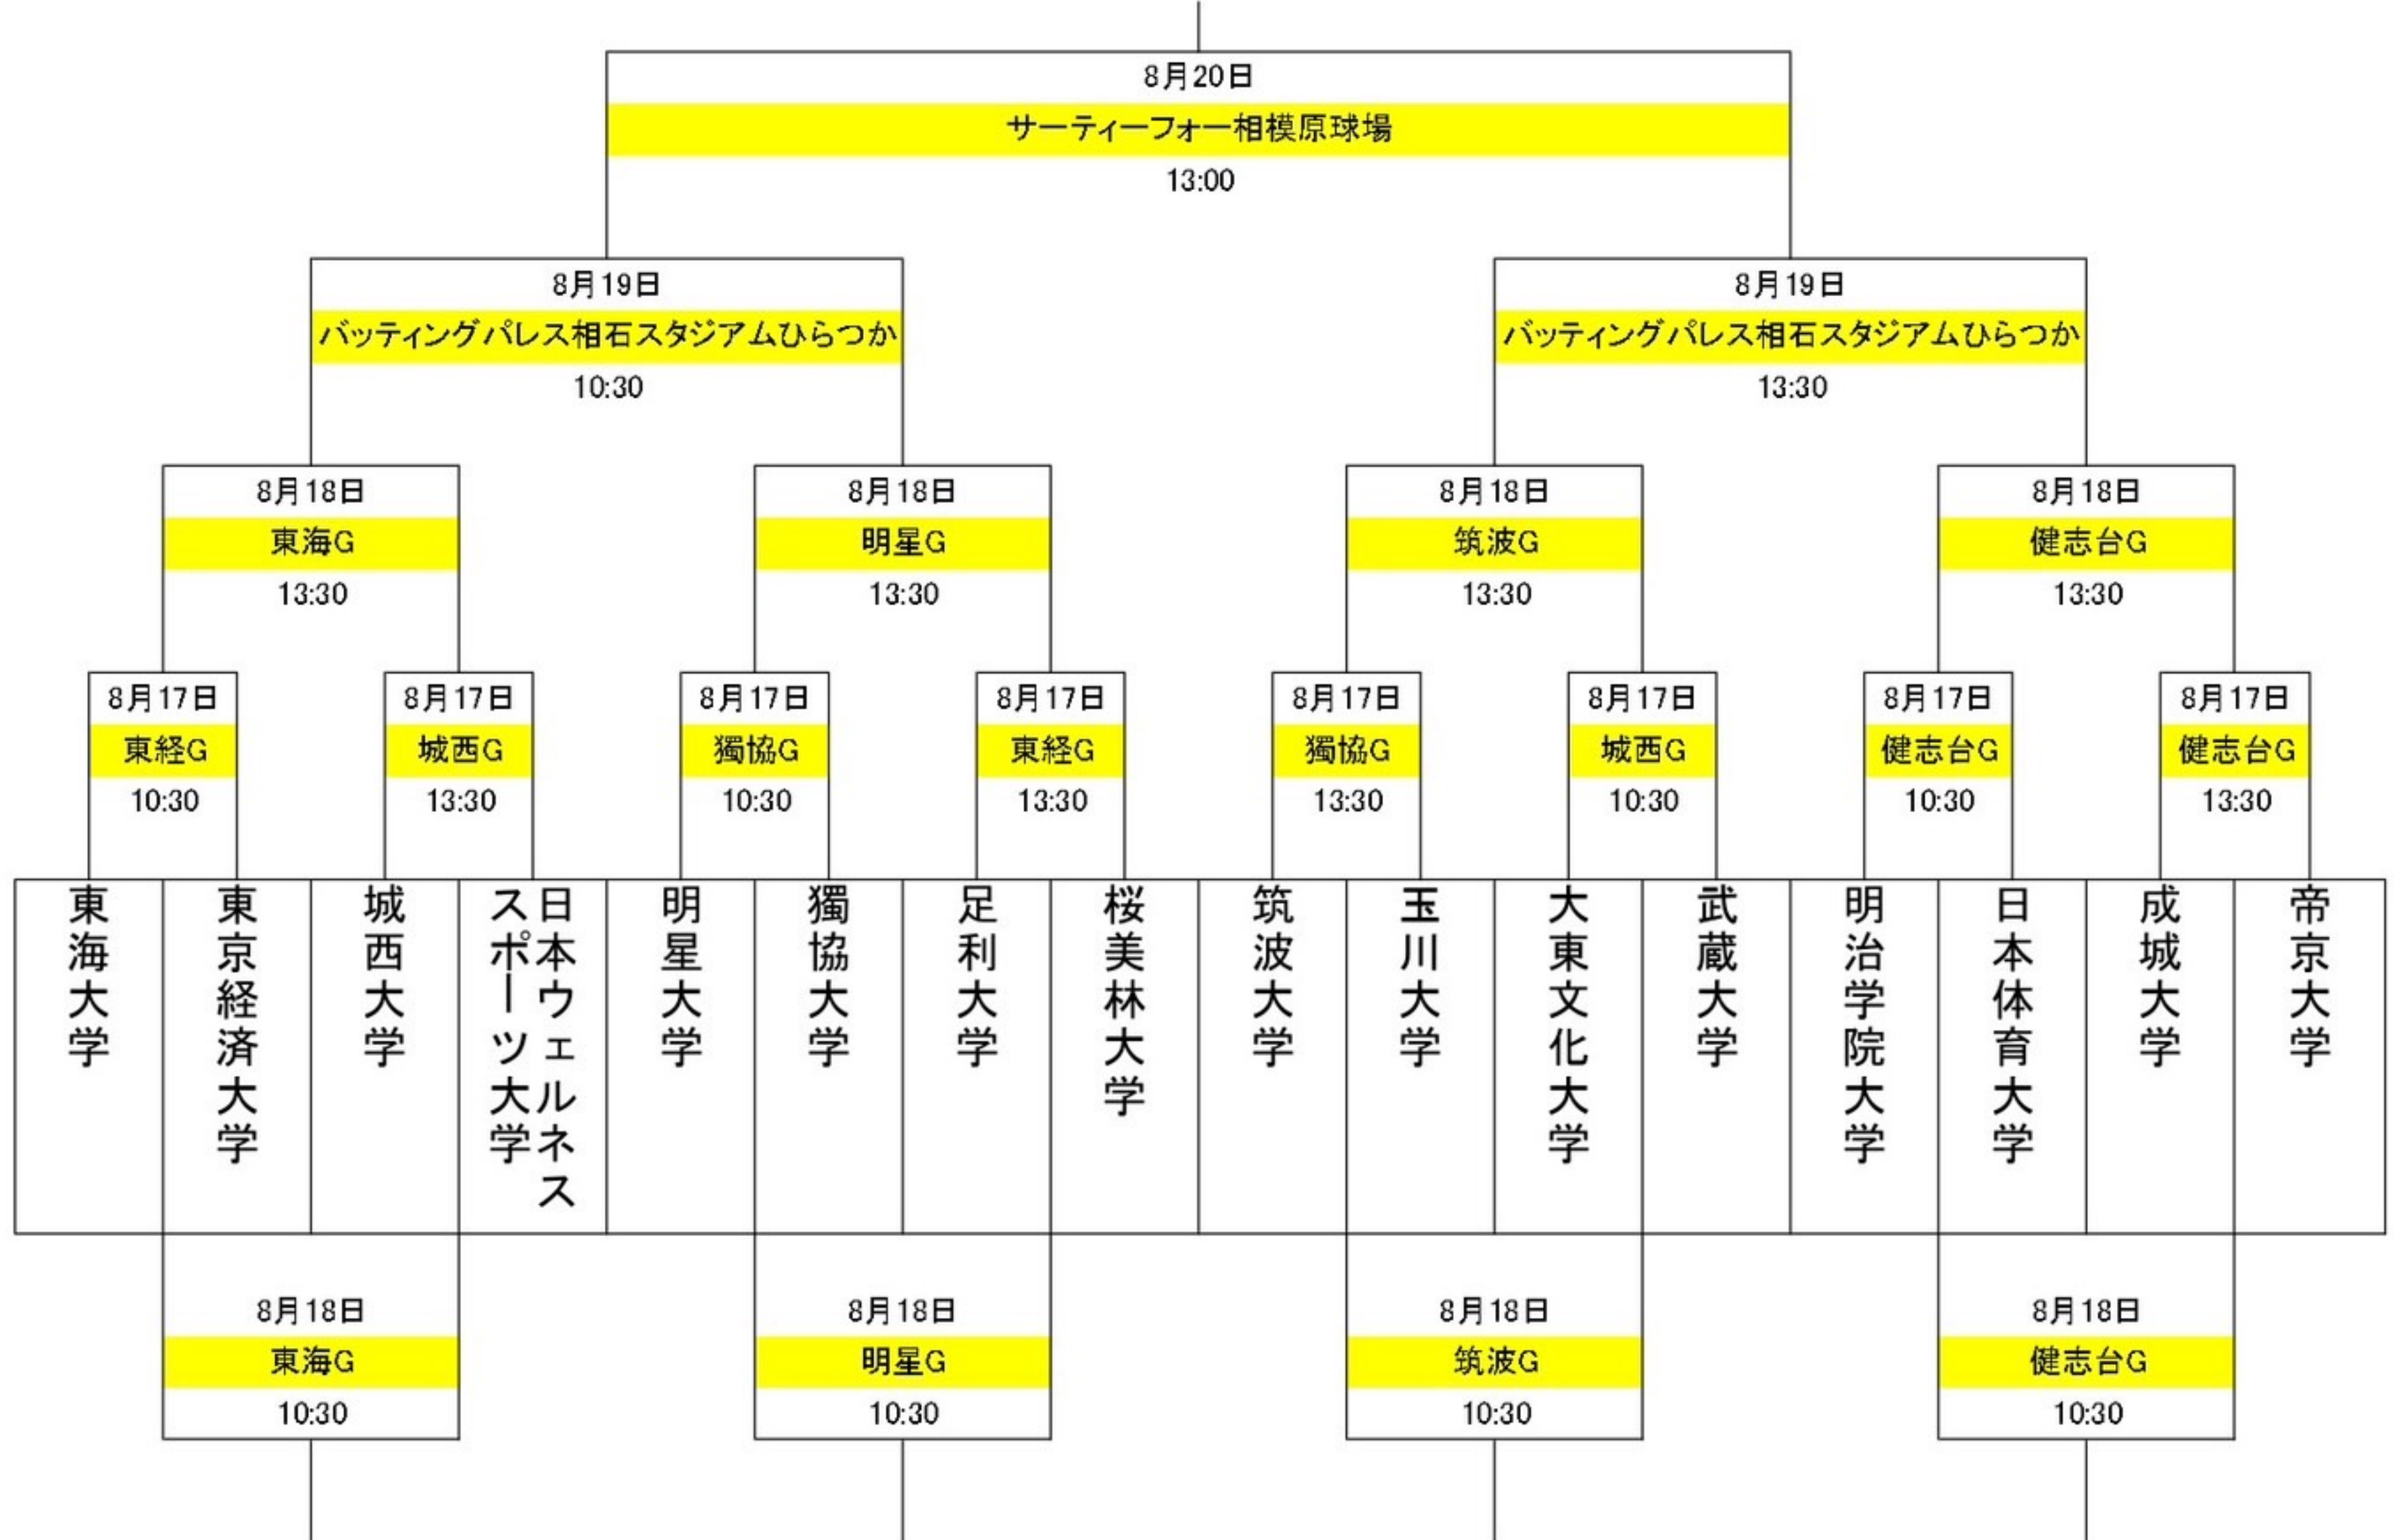 8月20日
サーティーフォー相模原球場
13:00
8月19日
バッティングパレス相石スタジアムひらつか
10:30
8月19日
バッティングパレス相石スタジアムひらつか
13:30
8月18日
東海G
13:30
8月18日
明星G
13:30
8月18日
筑波G
13:30
8月18日
健志台G
13:30
8月17日
東経G
10:30
8月17日
城西G
13:30
8月17日
獨協G
10:30
8月17日
東経G
13:30
8月17日
獨協G
13:30
8月17日
城西G
10:30
8月17日
健志台G
10:30
8月17日
健志台G
13:30
東海大学
東京経済大学
城西大学
日本ウェルネス
スポーツ大学
明星大学
獨協大学
足利大学
桜美林大学
筑波大学
玉川大学
大東文化大学
武蔵大学
明治学院大学
日本体育大学
成城大学
帝京大学
8月18日
東海G
10:30
8月18日
明星G
10:30
8月18日
筑波G
10:30
8月18日
健志台G
10:30